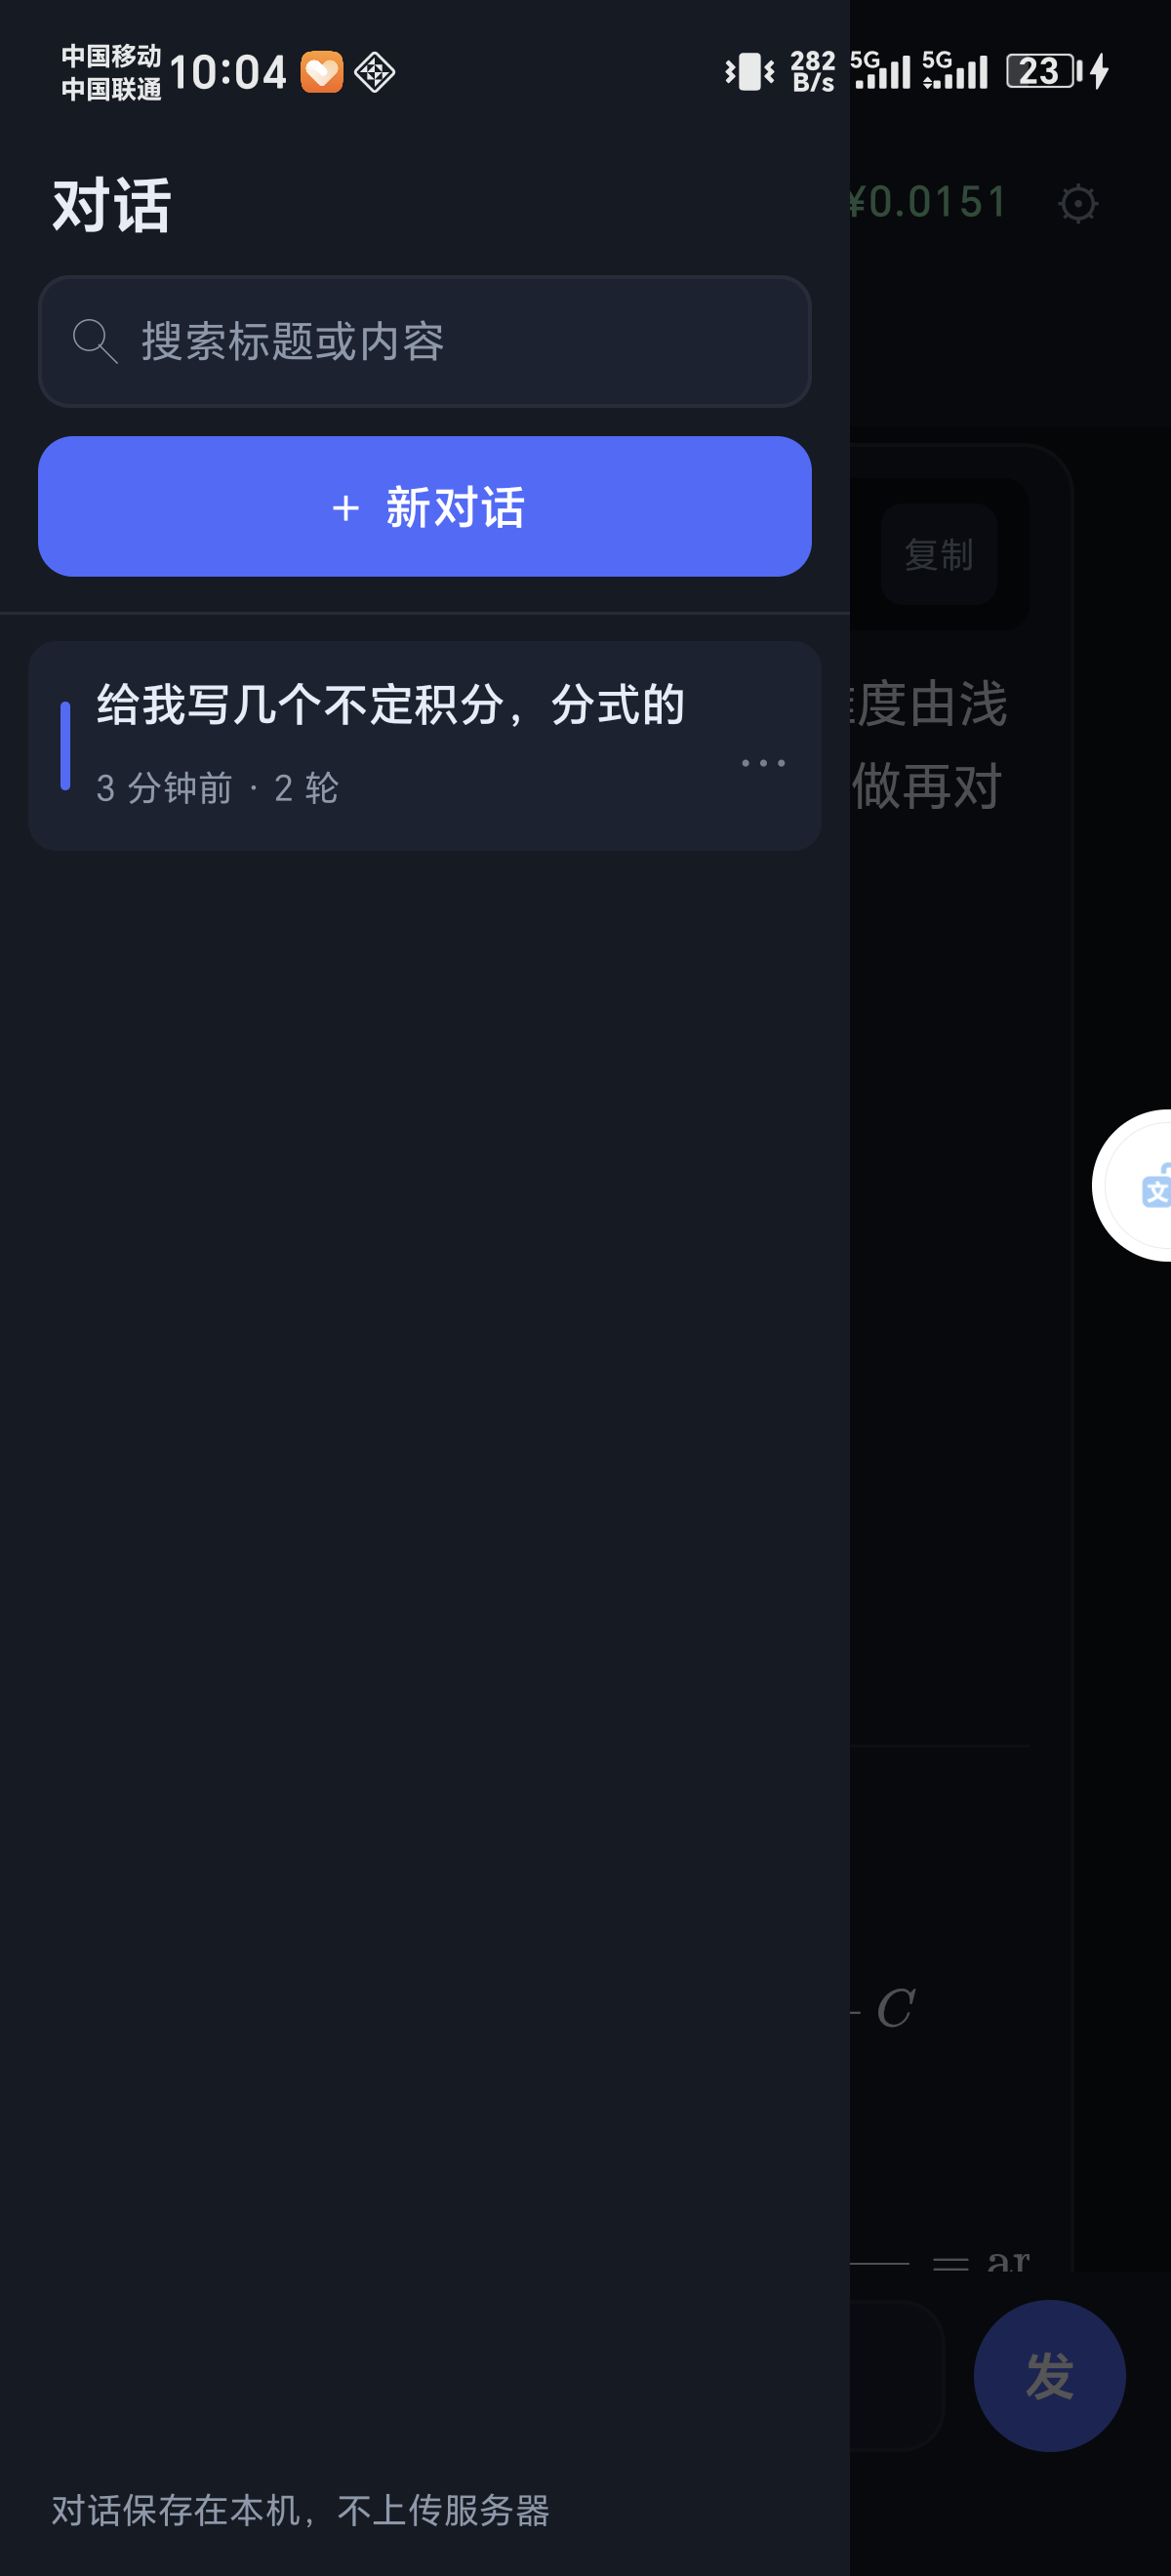 中国移动
中国联通
10:04
282
B/s
5G
5G
23
对话
¥0.0151
搜索标题或内容
+ 新对话
复制
给我写几个不定积分，分式的
3 分钟前 · 2 轮
...
度由浅
做再对
文
- C
= ar
发
对话保存在本机，不上传服务器